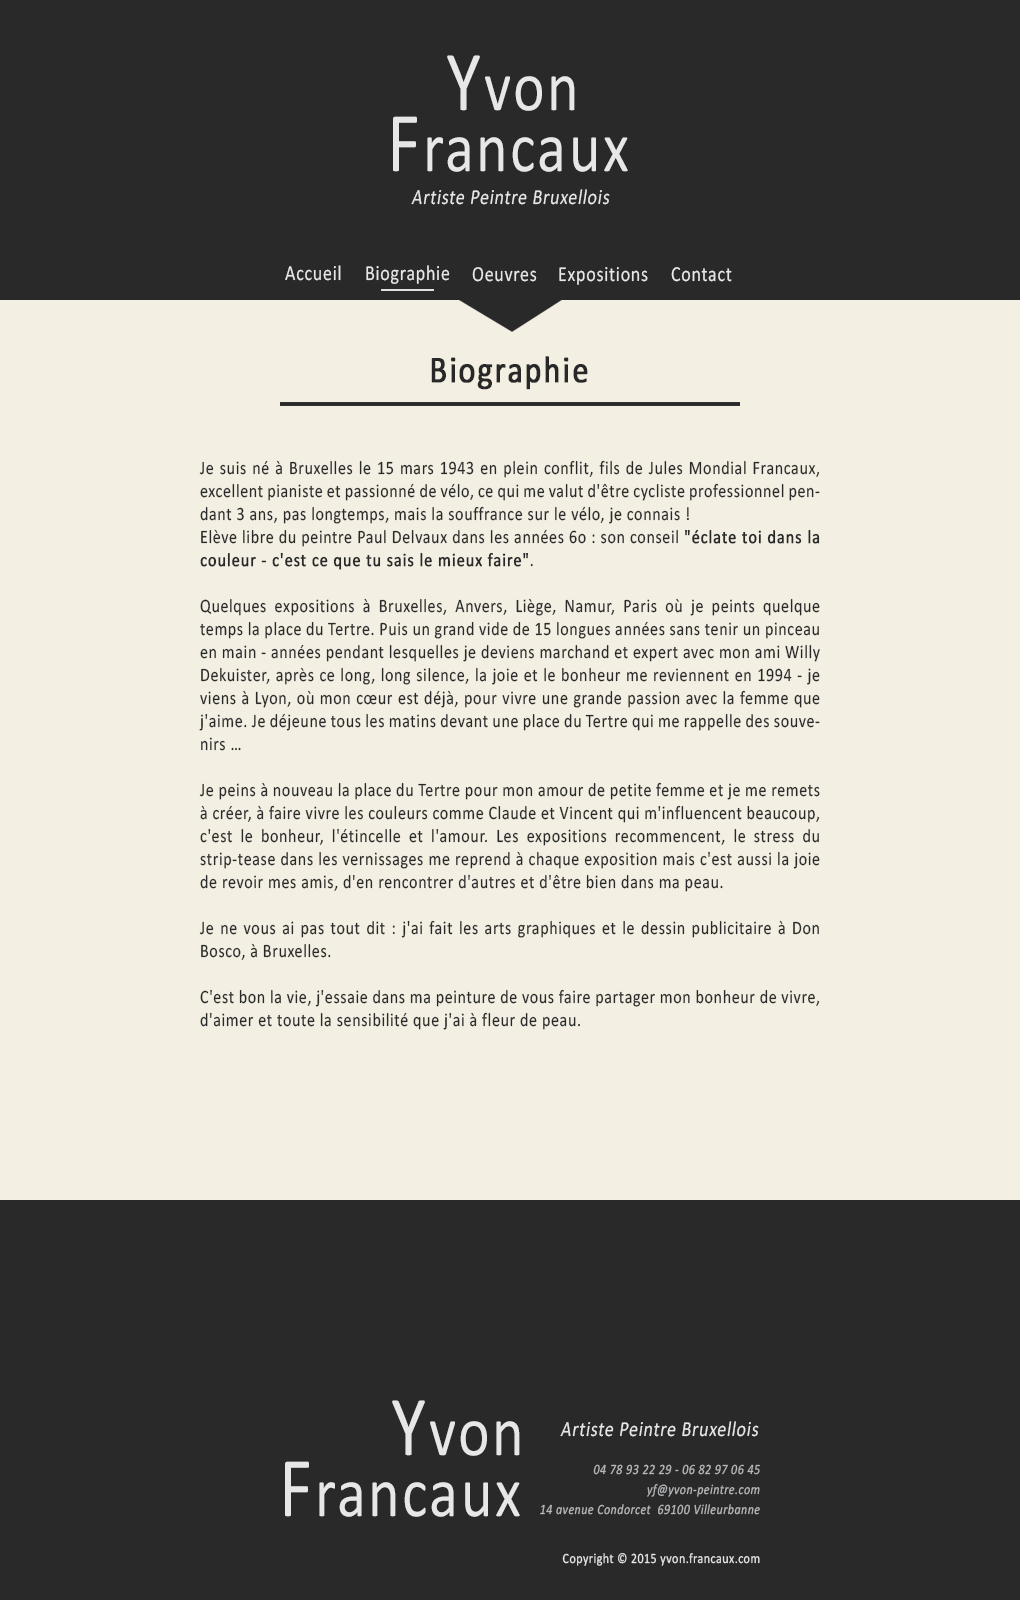 Yvon
Francaux
Artiste Peintre Bruxellois
Accueil Biographie Oeuvres Expositions Contact
Biographie
Je suis né à Bruxelles le 15 mars 1943 en plein conflit, fils de Jules Mondial Francaux,
excellent pianiste et passionné de vélo, ce qui me valut d'être cycliste professionnel pen-
dant 3 ans, pas longtemps, mais la souffrance sur le vélo, je connais !
Elève libre du peintre Paul Delvaux dans les années 6o : son conseil "éclate toi dans la
couleur - c'est ce que tu sais le mieux faire".
Quelques expositions à Bruxelles, Anvers, Liège, Namur, Paris où je peints quelque
temps la place du Tertre. Puis un grand vide de 15 longues années sans tenir un pinceau
en main - années pendant lesquelles je deviens marchand et expert avec mon ami Willy
Dekuister, après ce long, long silence, la joie et le bonheur me reviennent en 1994 - je
viens à Lyon, où mon cœur est déjà, pour vivre une grande passion avec la femme que
j'aime. Je déjeune tous les matins devant une place du Tertre qui me rappelle des souve-
nirs ...
Je peins à nouveau la place du Tertre pour mon amour de petite femme et je me remets
à créer, à faire vivre les couleurs comme Claude et Vincent qui m'influencent beaucoup,
c'est le bonheur, l'étincelle et l'amour. Les expositions recommencent, le stress du
strip-tease dans les vernissages me reprend à chaque exposition mais c'est aussi la joie
de revoir mes amis, d'en rencontrer d'autres et d'être bien dans ma peau.
Je ne vous ai pas tout dit : j'ai fait les arts graphiques et le dessin publicitaire à Don
Bosco, à Bruxelles.
C'est bon la vie, j'essaie dans ma peinture de vous faire partager mon bonheur de vivre,
d'aimer et toute la sensibilité que j'ai à fleur de peau.
Yvon
Francaux
Artiste Peintre Bruxellois
04 78 93 22 29 - 06 82 97 06 45
yf@yvon-peintre.com
14 avenue Condorcet 69100 Villeurbanne
Copyright © 2015 yvon.francaux.com